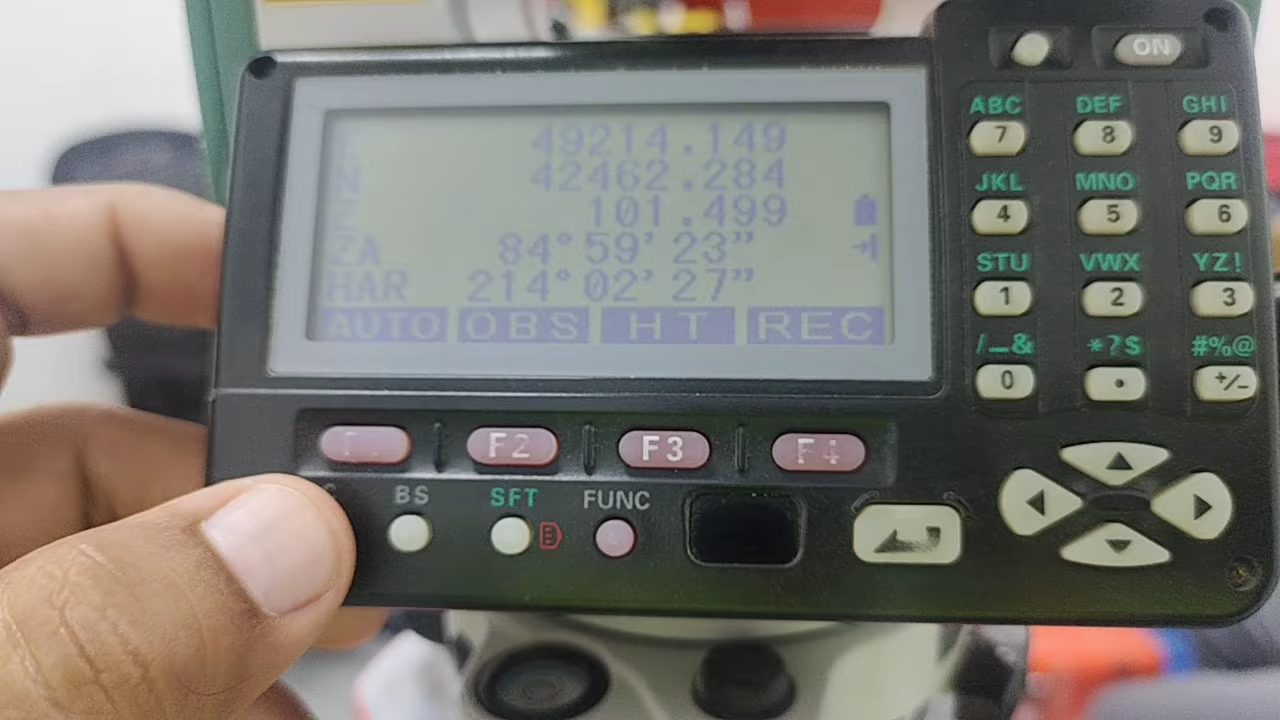 E 49214.149
N 42462.284
Z 101.499
ZA 84°59'23"
HAR 214°02'27"
AUTO OBS HT REC
ON
ABC DEF GHI
7 8 9
JKL MNO PQR
4 5 6
STU VWX YZ!
1 2 3
/_& *?$ #%@
0 . +/-
F2 F3 F4
BS SFT FUNC